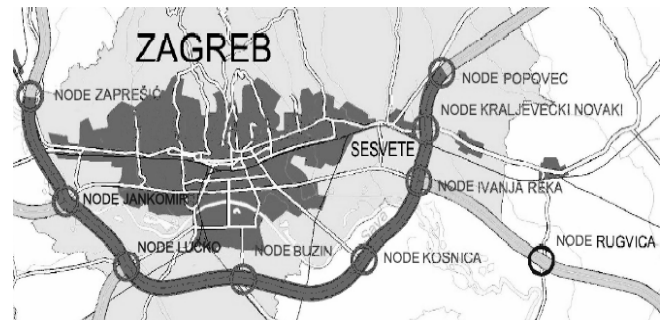 ZAGREB
NODE POPOVEC
NODE ZAPREŠIĆ
NODE KRALJEVEČKI NOVAKI
SESVETE
NODE IVANJA REKA
NODE JANKOMIR
NODE LUČKO
NODE BUZIN
NODE KOSNICA
NODE RUGVICA